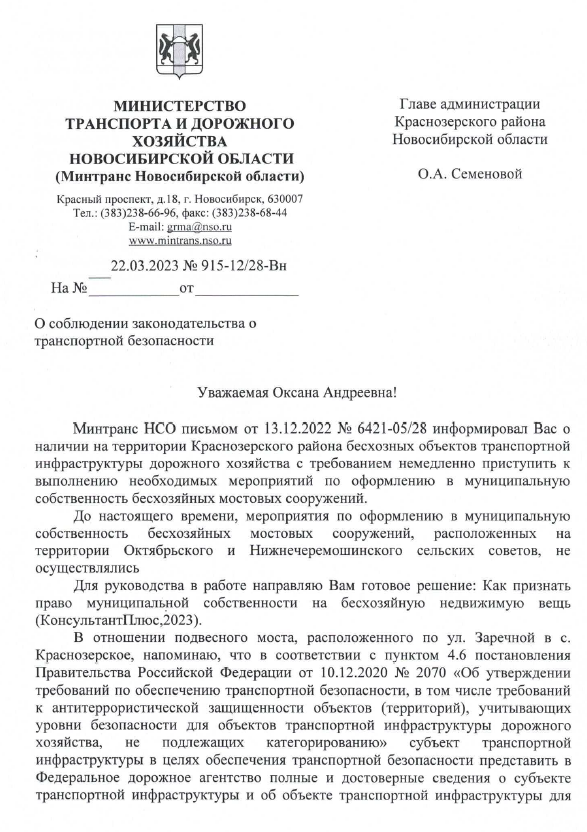 МИНИСТЕРСТВО
ТРАНСПОРТА И ДОРОЖНОГО
ХОЗЯЙСТВА
НОВОСИБИРСКОЙ ОБЛАСТИ
(Минтранс Новосибирской области)
Красный проспект, д.18, г. Новосибирск, 630007
Тел.: (383)238-66-96, факс: (383)238-68-44
E-mail: grma@nso.ru
www.mintrans.nso.ru
22.03.2023 № 915-12/28-Вн
На №____________от______________
Главе администрации
Краснозерского района
Новосибирской области
О.А. Семеновой
О соблюдении законодательства о
транспортной безопасности
Уважаемая Оксана Андреевна!
Минтранс НСО письмом от 13.12.2022 № 6421-05/28 информировал Вас о
наличии на территории Краснозерского района бесхозных объектов транспортной
инфраструктуры дорожного хозяйства с требованием немедленно приступить к
выполнению необходимых мероприятий по оформлению в муниципальную
собственность бесхозяйных мостовых сооружений.
До настоящего времени, мероприятия по оформлению в муниципальную
собственность бесхозяйных мостовых сооружений, расположенных на
территории Октябрьского и Нижнечеремошинского сельских советов, не
осуществлялись
Для руководства в работе направляю Вам готовое решение: Как признать
право муниципальной собственности на бесхозяйную недвижимую вещь
(КонсультантПлюс,2023).
В отношении подвесного моста, расположенного по ул. Заречной в с.
Краснозерское, напоминаю, что в соответствии с пунктом 4.6 постановления
Правительства Российской Федерации от 10.12.2020 № 2070 «Об утверждении
требований по обеспечению транспортной безопасности, в том числе требований
к антитеррористической защищенности объектов (территорий), учитывающих
уровни безопасности для объектов транспортной инфраструктуры дорожного
хозяйства, не подлежащих категорированию» субъект транспортной
инфраструктуры в целях обеспечения транспортной безопасности представить в
Федеральное дорожное агентство полные и достоверные сведения о субъекте
транспортной инфраструктуры и об объекте транспортной инфраструктуры для